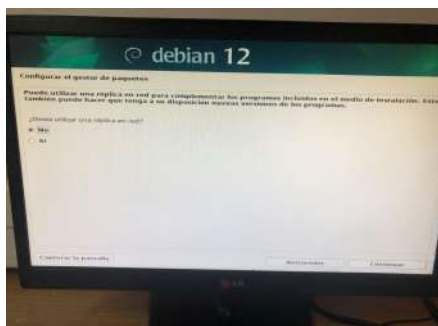 debian 12
Configurar el gestor de paquetes
Puede utilizar una réplica en red para complementar los programas incluidos en el medio de instalación. Esto
también puede hacer que tenga a su disposición nuevas versiones de los programas.
¿Desea utilizar una réplica en red?
No
Sí
Capturar la pantalla
Retroceder
Continuar
LG